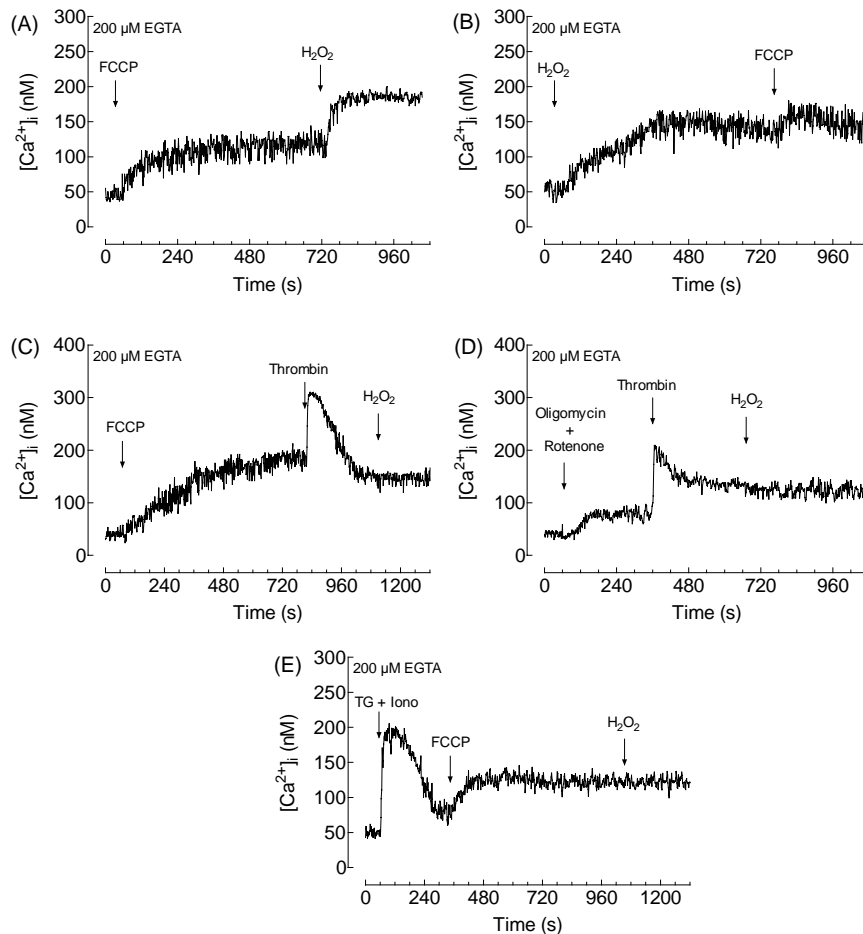 (A)
200 µM EGTA
FCCP
H₂O₂
[Ca²⁺]ᵢ (nM)
300
250
200
150
100
50
0
0 240 480 720 960
Time (s)
(B)
200 µM EGTA
H₂O₂
FCCP
[Ca²⁺]ᵢ (nM)
300
250
200
150
100
50
0
0 240 480 720 960
Time (s)
(C)
200 µM EGTA
FCCP
Thrombin
H₂O₂
[Ca²⁺]ᵢ (nM)
400
300
200
100
0
0 240 480 720 960 1200
Time (s)
(D)
200 µM EGTA
Oligomycin
+
Rotenone
Thrombin
H₂O₂
[Ca²⁺]ᵢ (nM)
400
300
200
100
0
0 240 480 720 960
Time (s)
(E)
200 µM EGTA
TG + Iono
FCCP
H₂O₂
[Ca²⁺]ᵢ (nM)
300
250
200
150
100
50
0
0 240 480 720 960 1200
Time (s)